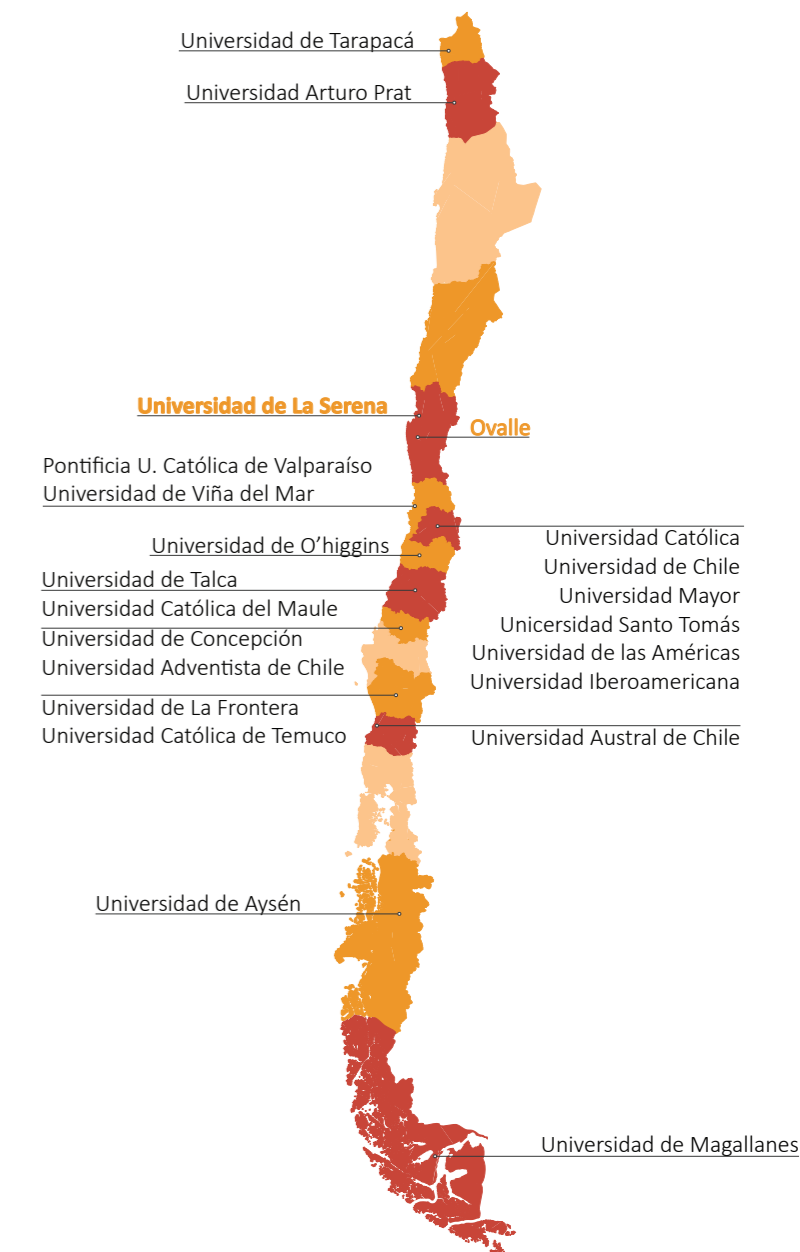 Universidad de Tarapacá
Universidad Arturo Prat
Universidad de La Serena
Ovalle
Pontificia U. Católica de Valparaíso
Universidad de Viña del Mar
Universidad de O’higgins
Universidad Católica
Universidad de Chile
Universidad Mayor
Unicersidad Santo Tomás
Universidad de las Américas
Universidad Iberoamericana
Universidad de Talca
Universidad Católica del Maule
Universidad de Concepción
Universidad Adventista de Chile
Universidad de La Frontera
Universidad Católica de Temuco
Universidad Austral de Chile
Universidad de Aysén
Universidad de Magallanes